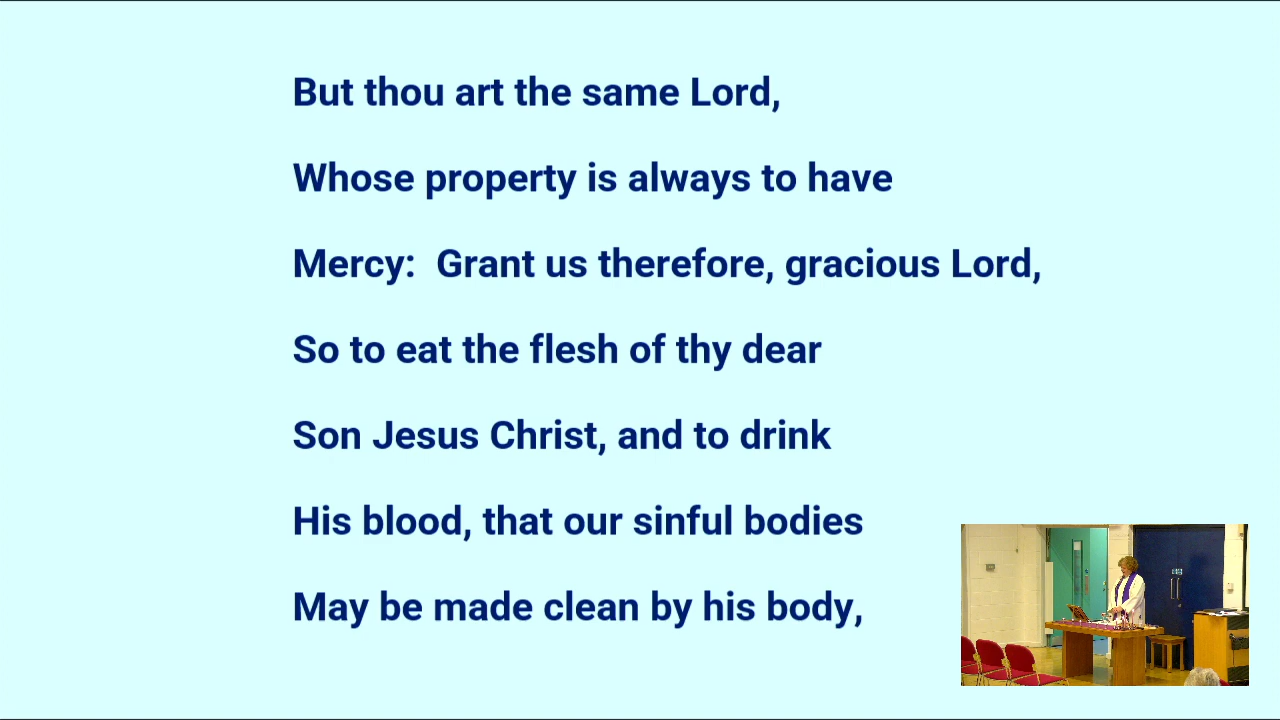 But thou art the same Lord,
Whose property is always to have
Mercy:  Grant us therefore, gracious Lord,
So to eat the flesh of thy dear
Son Jesus Christ, and to drink
His blood, that our sinful bodies
May be made clean by his body,